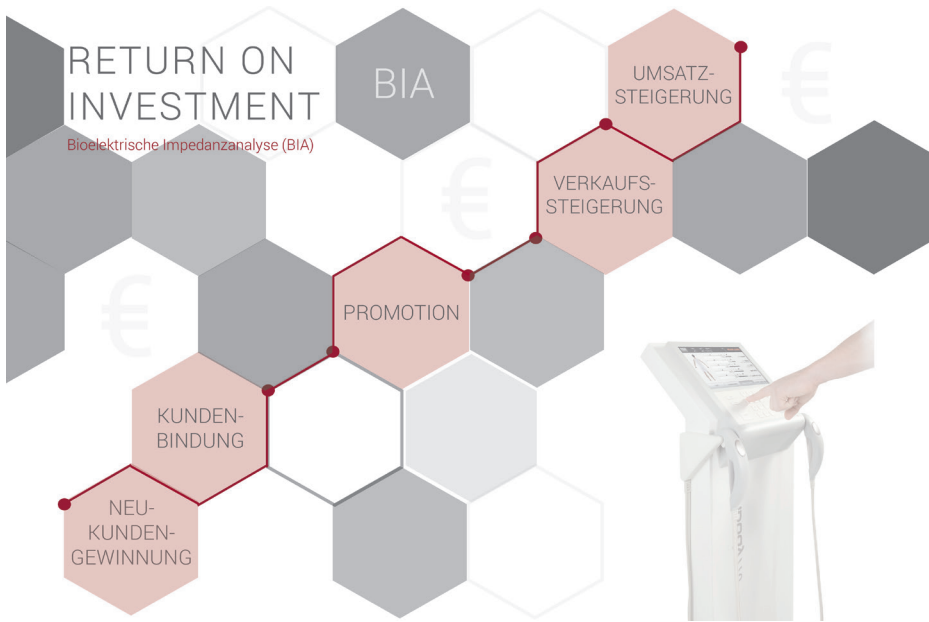 RETURN ON
INVESTMENT
Bioelektrische Impedanzanalyse (BIA)
BIA
€
UMSATZ-
STEIGERUNG
€
VERKAUFS-
STEIGERUNG
€
PROMOTION
KUNDEN-
BINDUNG
NEU-
KUNDEN-
GEWINNUNG